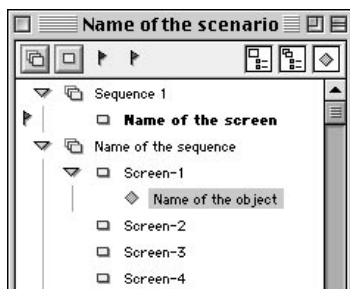 Name of the scenario
Sequence 1
Name of the screen
Name of the sequence
Screen-1
Name of the object
Screen-2
Screen-3
Screen-4